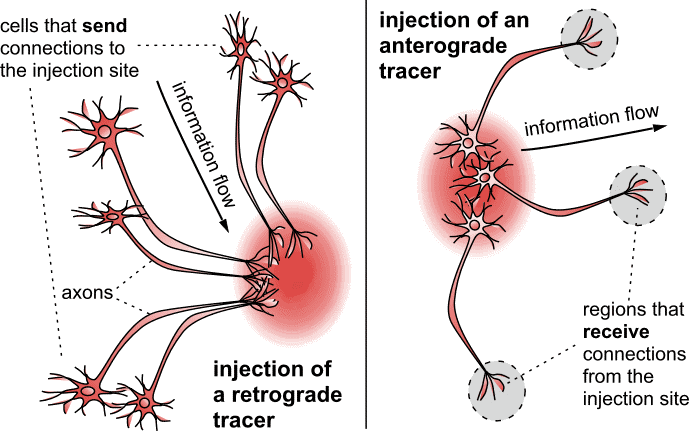 cells that send
connections to
the injection site
information flow
axons
injection of
a retrograde
tracer
injection of an
anterograde
tracer
information flow
regions that
receive
connections
from the
injection site